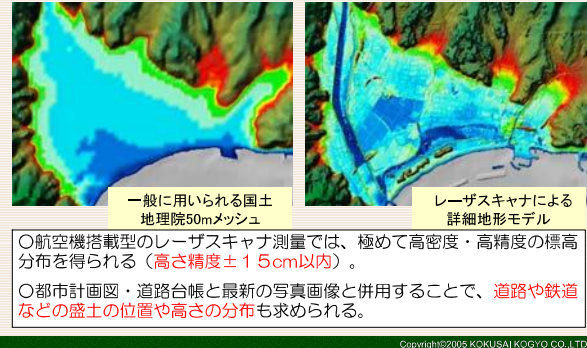 一般に用いられる国土
地理院50mメッシュ
レーザスキャナによる
詳細地形モデル
〇航空機搭載型のレーザスキャナ測量では、極めて高密度・高精度の標高
分布を得られる（高さ精度±１５cm以内）。
〇都市計画図・道路台帳と最新の写真画像と併用することで、道路や鉄道
などの盛土の位置や高さの分布も求められる。
Copyright©2005 KOKUSAI KOGYO CO.,LTD